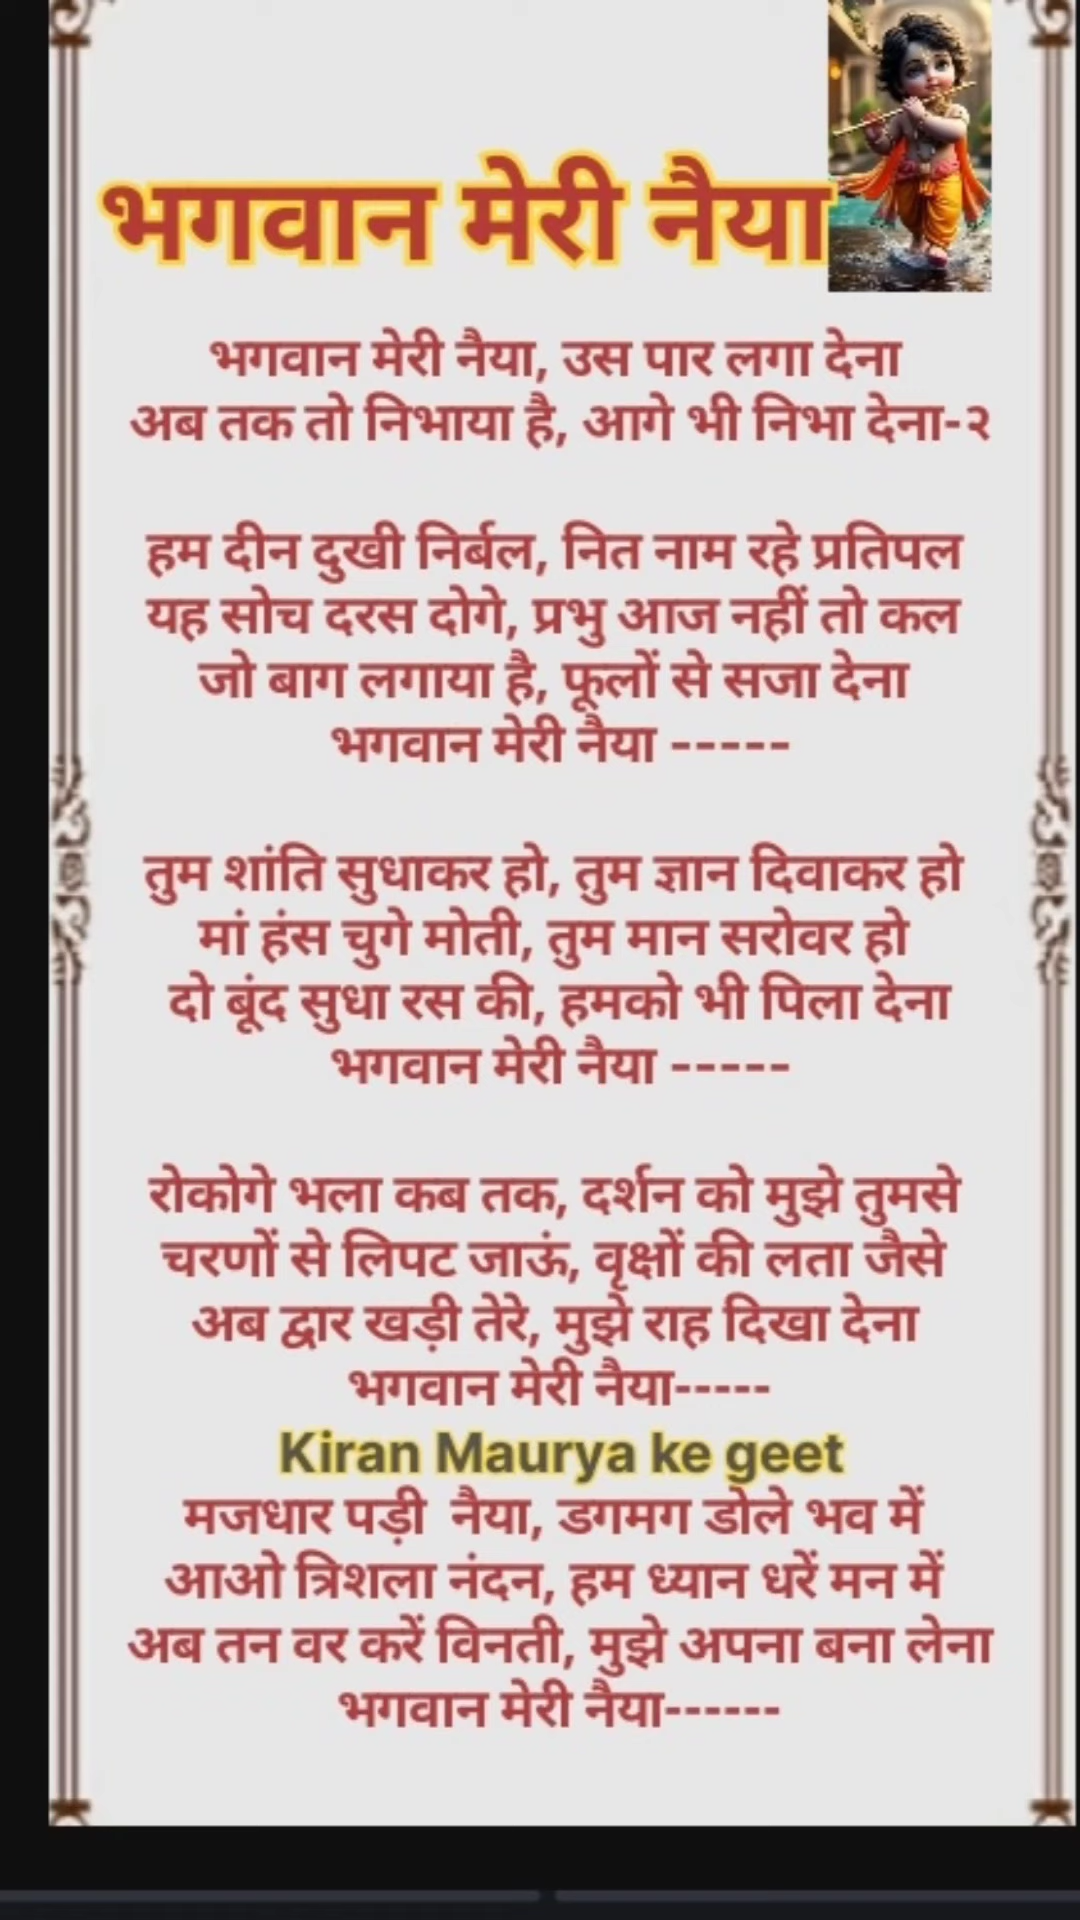 भगवान मेरी नैया
भगवान मेरी नैया, उस पार लगा देना
अब तक तो निभाया है, आगे भी निभा देना-२
हम दीन दुखी निर्बल, नित नाम रहे प्रतिपल
यह सोच दरस दोगे, प्रभु आज नहीं तो कल
जो बाग लगाया है, फूलों से सजा देना
भगवान मेरी नैया -----
तुम शांति सुधाकर हो, तुम ज्ञान दिवाकर हो
मां हंस चुगे मोती, तुम मान सरोवर हो
दो बूंद सुधा रस की, हमको भी पिला देना
भगवान मेरी नैया -----
रोकोगे भला कब तक, दर्शन को मुझे तुमसे
चरणों से लिपट जाऊं, वृक्षों की लता जैसे
अब द्वार खड़ी तेरे, मुझे राह दिखा देना
भगवान मेरी नैया-----
Kiran Maurya ke geet
मजधार पड़ी नैया, डगमग डोले भव में
आओ त्रिशला नंदन, हम ध्यान धरें मन में
अब तन वर करें विनती, मुझे अपना बना लेना
भगवान मेरी नैया------